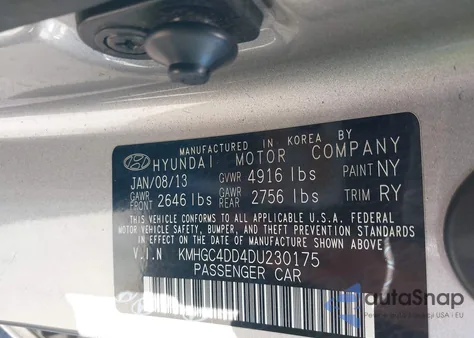 MANUFACTURED IN KOREA BY
HYUNDAI MOTOR COMPANY
JAN/08/13 GVWR 4916 lbs PAINT NY
GAWR FRONT 2646 lbs GAWR REAR 2756 lbs TRIM RY
THIS VEHICLE CONFORMS TO ALL APPLICABLE U.S.A. FEDERAL
MOTOR VEHICLE SAFETY, BUMPER, AND THEFT PREVENTION
STANDARDS IN EFFECT ON THE DATE OF MANUFACTURE SHOWN ABOVE.
V.I.N KMHGC4DD4DU230175
PASSENGER CAR
autoSnap